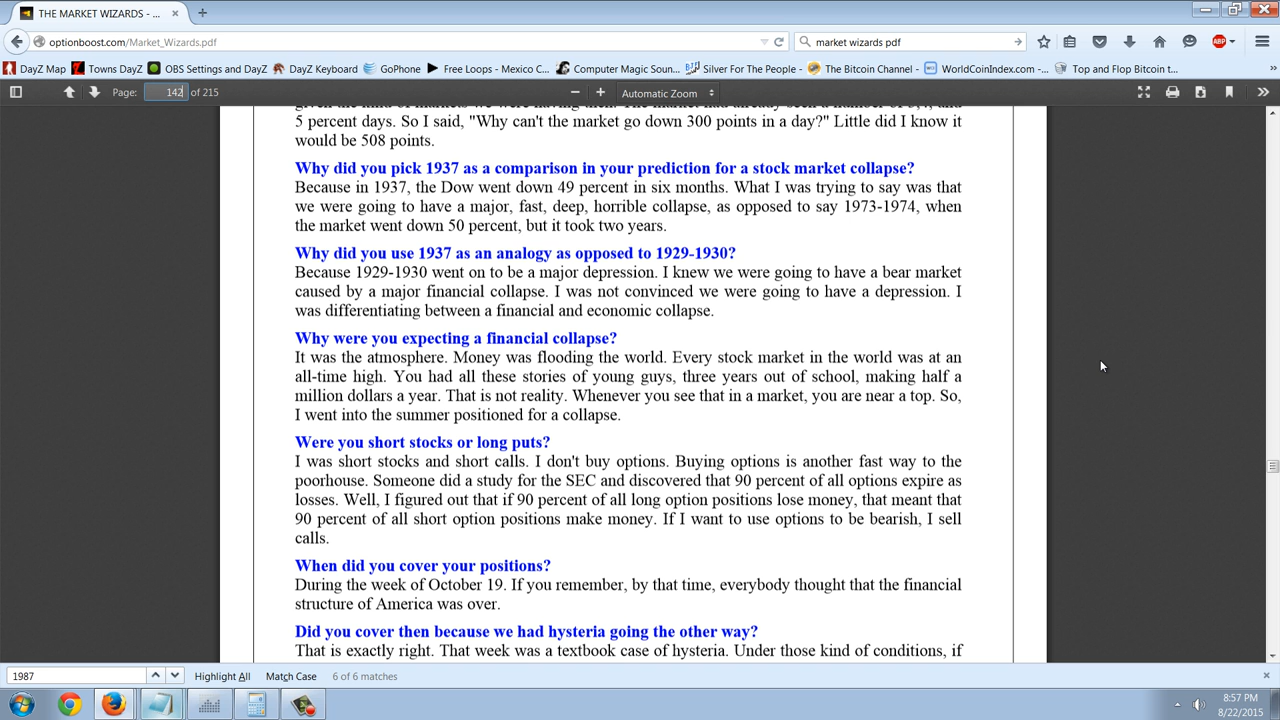 THE MARKET WIZARDS - ...
optionboost.com/Market_Wizards.pdf
market wizards pdf
ABP
DayZ Map
Towns DayZ
OBS Settings and DayZ
DayZ Keyboard
GoPhone
Free Loops - Mexico C...
Computer Magic Soun...
Silver For The People -
The Bitcoin Channel -
WorldCoinIndex.com -...
Top and Flop Bitcoin t...
Page: 142 of 215
Automatic Zoom
5 percent days. So I said, "Why can't the market go down 300 points in a day?" Little did I know it
would be 508 points.
Why did you pick 1937 as a comparison in your prediction for a stock market collapse?
Because in 1937, the Dow went down 49 percent in six months. What I was trying to say was that
we were going to have a major, fast, deep, horrible collapse, as opposed to say 1973-1974, when
the market went down 50 percent, but it took two years.
Why did you use 1937 as an analogy as opposed to 1929-1930?
Because 1929-1930 went on to be a major depression. I knew we were going to have a bear market
caused by a major financial collapse. I was not convinced we were going to have a depression. I
was differentiating between a financial and economic collapse.
Why were you expecting a financial collapse?
It was the atmosphere. Money was flooding the world. Every stock market in the world was at an
all-time high. You had all these stories of young guys, three years out of school, making half a
million dollars a year. That is not reality. Whenever you see that in a market, you are near a top. So,
I went into the summer positioned for a collapse.
Were you short stocks or long puts?
I was short stocks and short calls. I don't buy options. Buying options is another fast way to the
poorhouse. Someone did a study for the SEC and discovered that 90 percent of all options expire as
losses. Well, I figured out that if 90 percent of all long option positions lose money, that meant that
90 percent of all short option positions make money. If I want to use options to be bearish, I sell
calls.
When did you cover your positions?
During the week of October 19. If you remember, by that time, everybody thought that the financial
structure of America was over.
Did you cover then because we had hysteria going the other way?
That is exactly right. That week was a textbook case of hysteria. Under those kind of conditions, if
1987
Highlight All
Match Case
6 of 6 matches
8:57 PM
8/22/2015